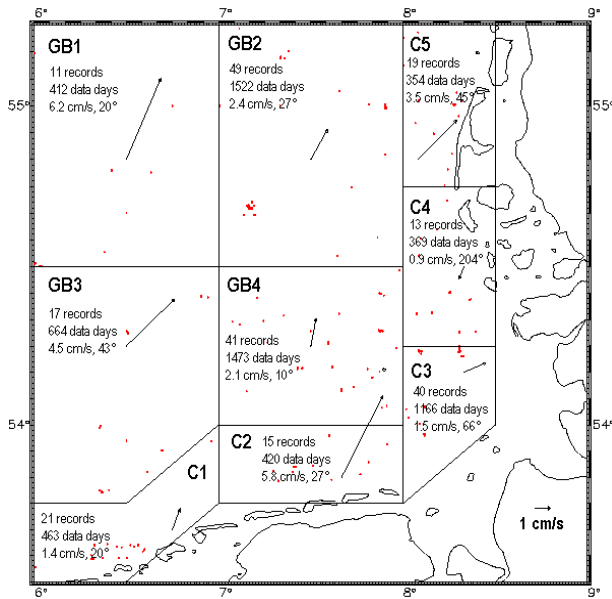 6°
7°
8°
9°
GB1
11 records
412 data days
6.2 cm/s, 20°
GB2
49 records
1522 data days
2.4 cm/s, 27°
C5
19 records
354 data days
3.5 cm/s, 45°
55°
55°
C4
13 records
369 data days
0.9 cm/s, 204°
GB3
17 records
664 data days
4.5 cm/s, 43°
GB4
41 records
1473 data days
2.1 cm/s, 10°
C3
40 records
1166 data days
1.5 cm/s, 66°
54°
54°
C2
15 records
420 data days
5.8 cm/s, 27°
C1
21 records
463 data days
1.4 cm/s, 20°
1 cm/s
6°
7°
8°
9°